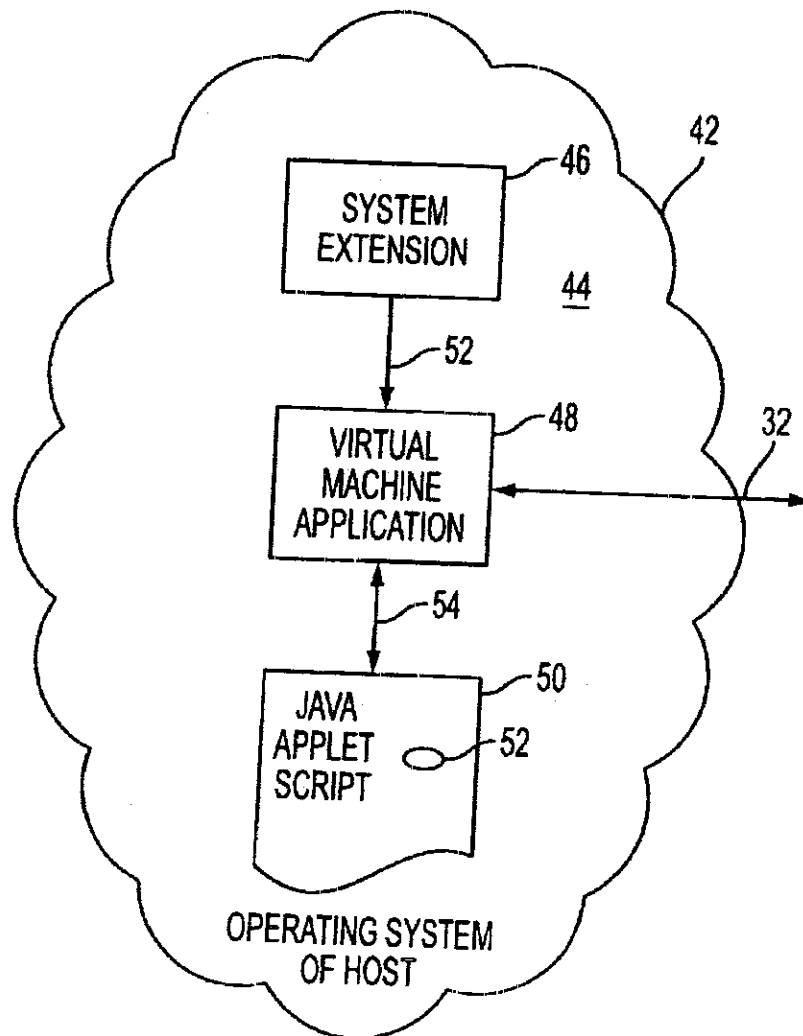 42
46
SYSTEM
EXTENSION
44
52
48
VIRTUAL
MACHINE
APPLICATION
32
54
50
JAVA
APPLET
SCRIPT
52
OPERATING SYSTEM
OF HOST